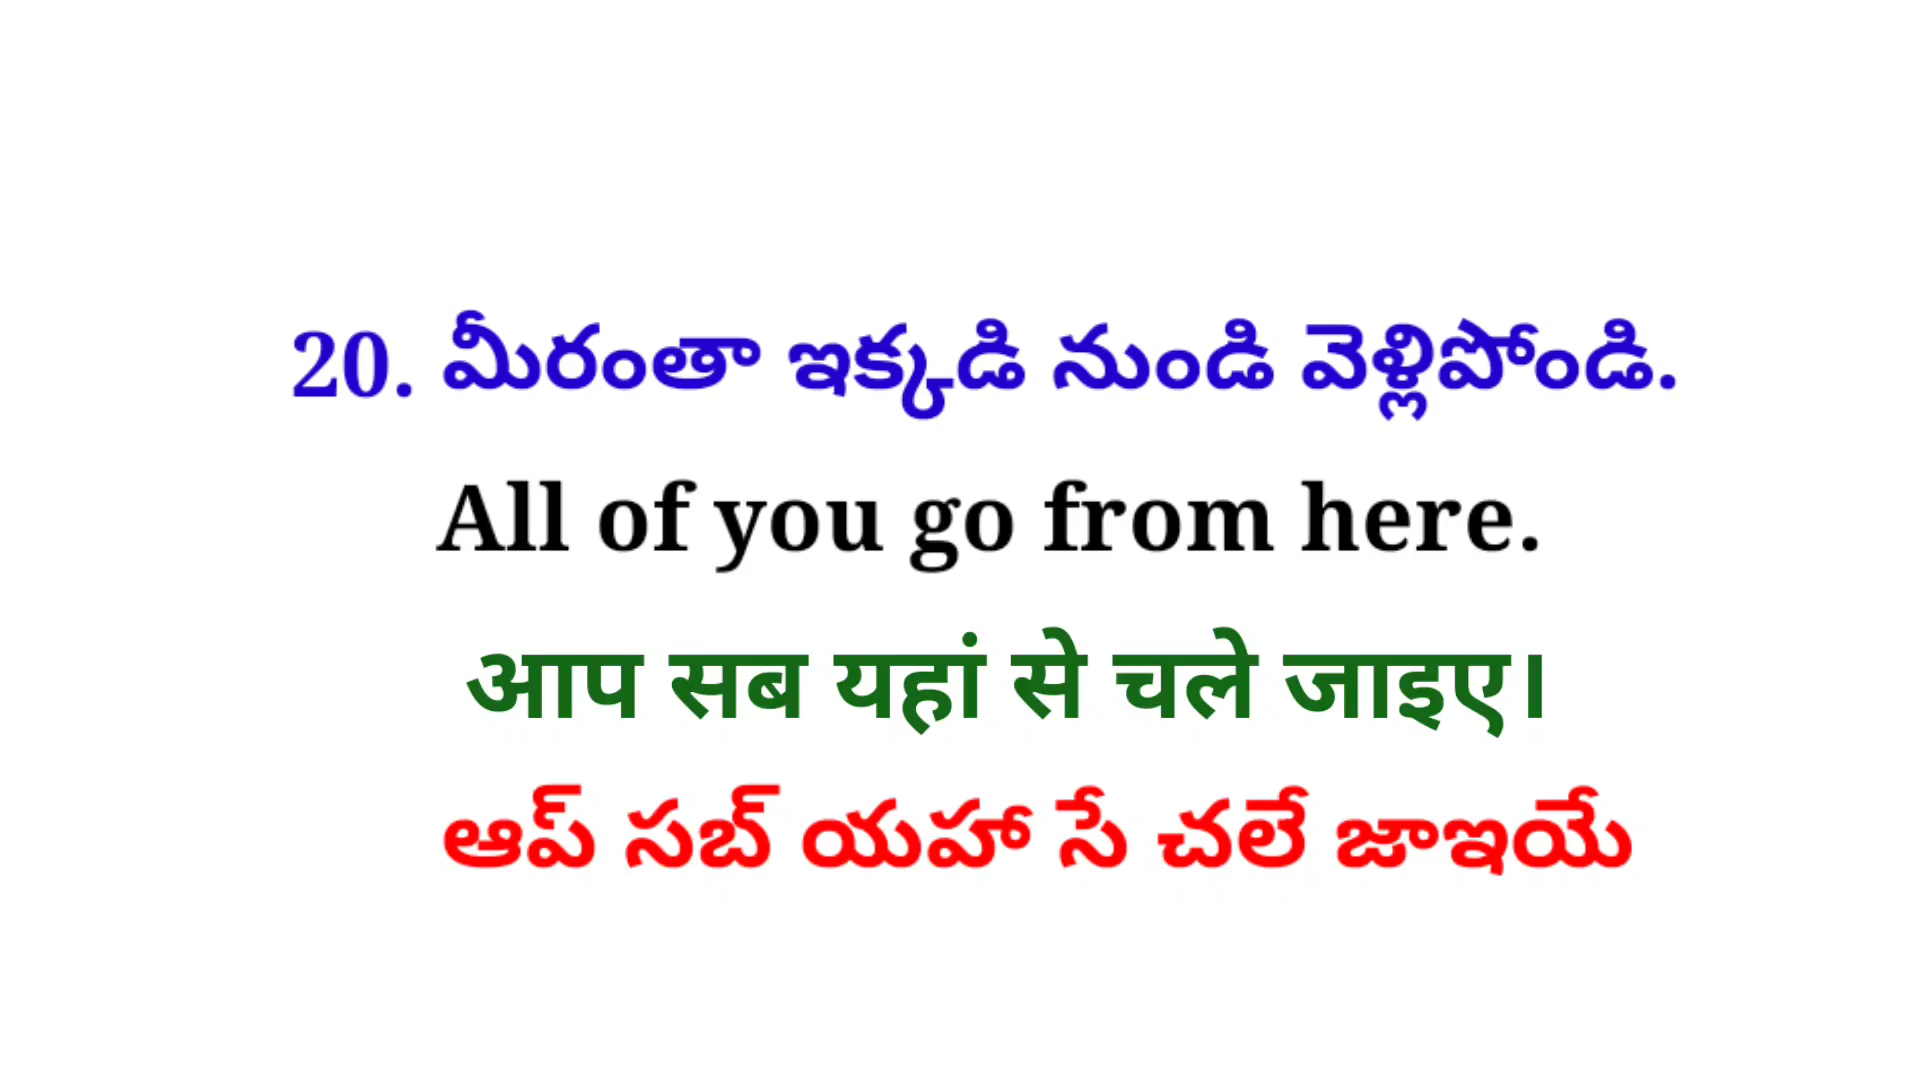 20. మీరంతా ఇక్కడి నుండి వెళ్లిపోండి.
All of you go from here.
आप सब यहां से चले जाइए।
ఆప్ సబ్ యహా సే చలే జాఇయే